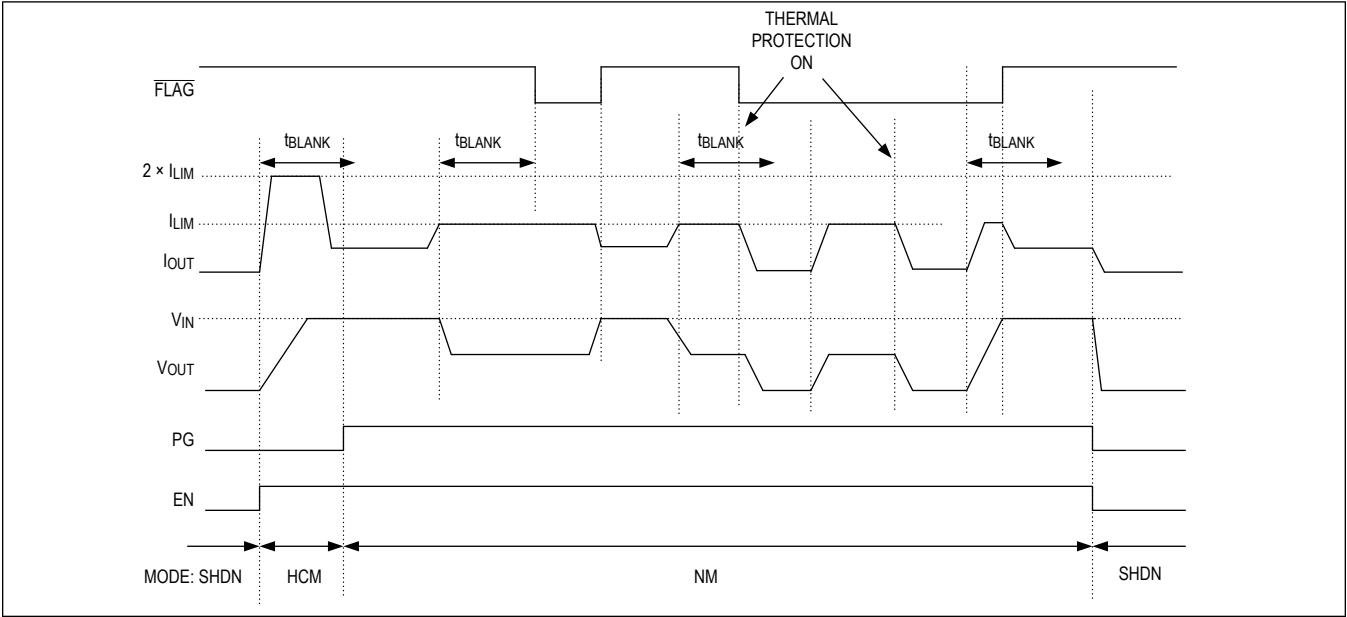 THERMAL
PROTECTION
ON
FLAG
tBLANK tBLANK tBLANK tBLANK
2 × ILIM
ILIM
IOUT
VIN
VOUT
PG
EN
MODE: SHDN HCM NM SHDN